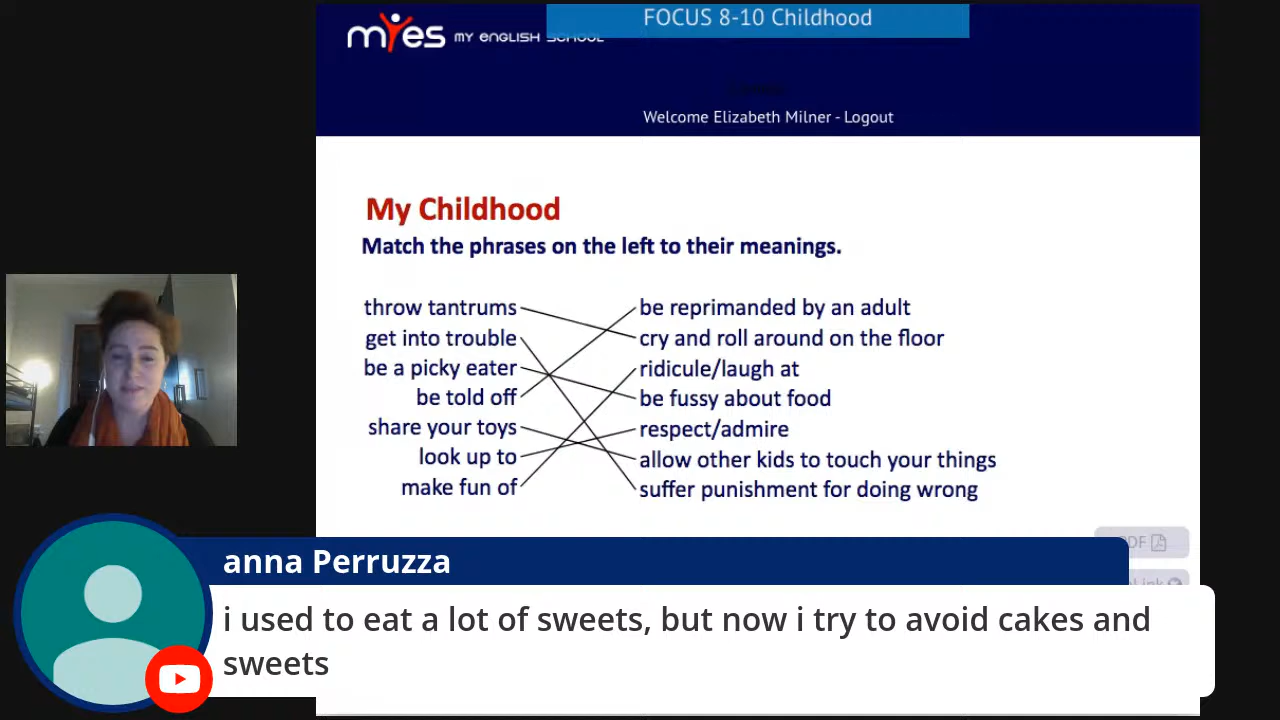 FOCUS 8-10 Childhood
myes MY ENGLISH SCHOOL
Welcome Elizabeth Milner - Logout
My Childhood
Match the phrases on the left to their meanings.
throw tantrums be reprimanded by an adult
get into trouble cry and roll around on the floor
be a picky eater ridicule/laugh at
be told off be fussy about food
share your toys respect/admire
look up to allow other kids to touch your things
make fun of suffer punishment for doing wrong
PDF
Link
anna Perruzza
i used to eat a lot of sweets, but now i try to avoid cakes and
sweets